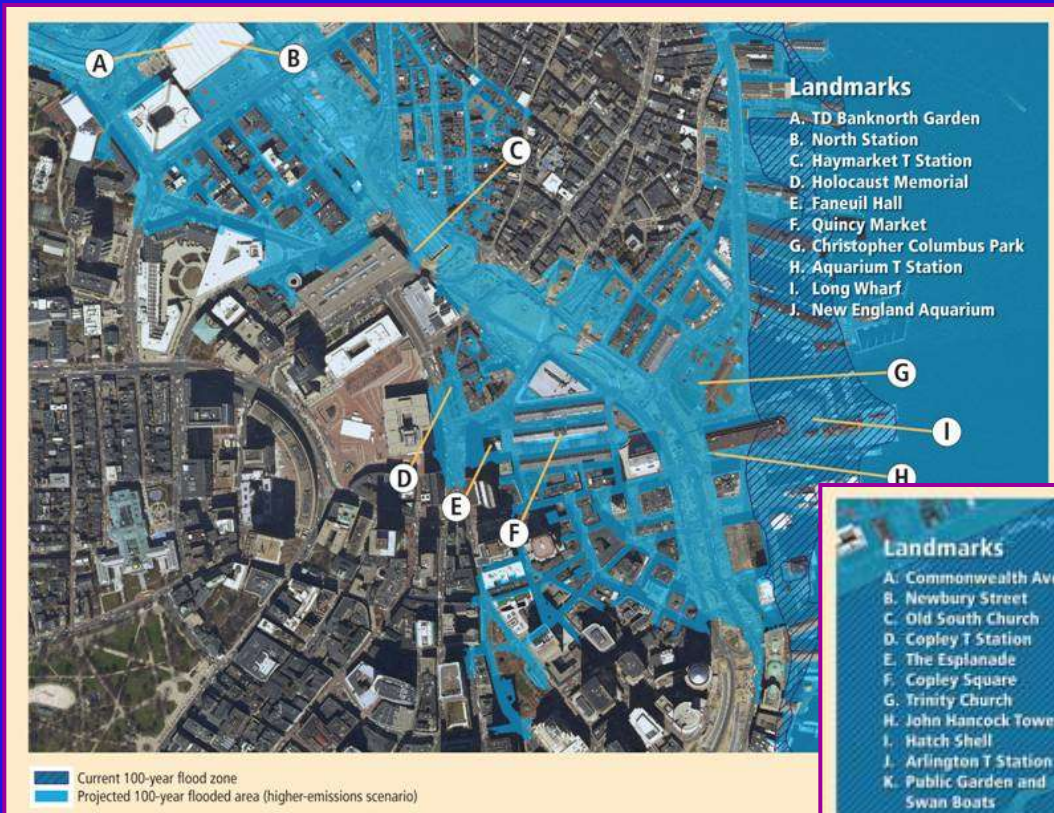 A
B
C
D
E
F
G
I
H
Landmarks
A. TD Banknorth Garden
B. North Station
C. Haymarket T Station
D. Holocaust Memorial
E. Faneuil Hall
F. Quincy Market
G. Christopher Columbus Park
H. Aquarium T Station
I. Long Wharf
J. New England Aquarium
Current 100-year flood zone
Projected 100-year flooded area (higher-emissions scenario)
Landmarks
A. Commonwealth Ave
B. Newbury Street
C. Old South Church
D. Copley T Station
E. The Esplanade
F. Copley Square
G. Trinity Church
H. John Hancock Towe
I. Hatch Shell
J. Arlington T Station
K. Public Garden and
Swan Boats